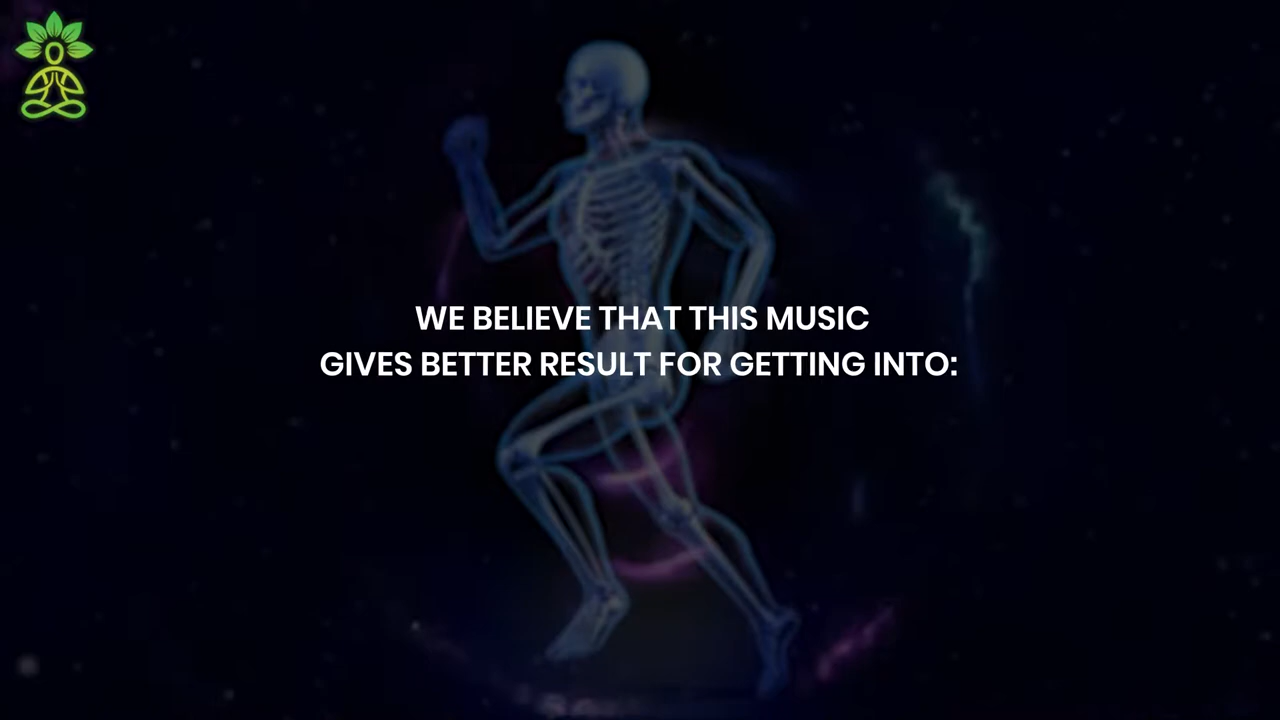 WE BELIEVE THAT THIS MUSIC
GIVES BETTER RESULT FOR GETTING INTO: